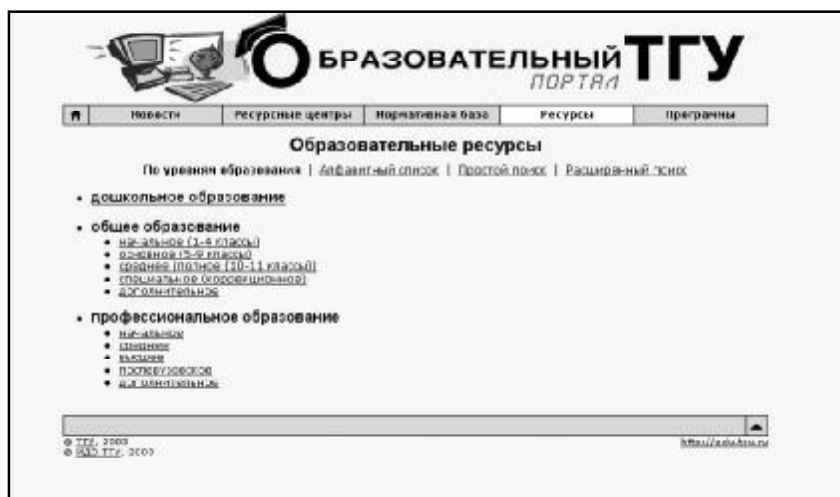 ОБРАЗОВАТЕЛЬНЫЙ ТГУ
ПОРТАЛ
Новости Ресурсные центры Нормативная база Ресурсы Программы
Образовательные ресурсы
По уровням образования | Алфавитный список | Простой поиск | Расширенный поиск
• дошкольное образование
• общее образование
• начальное (1-4 классы)
• основное (5-9 классы)
• среднее (полное (10-11 классы)
• специальное (коррекционное)
• дополнительное
• профессиональное образование
• начальное
• среднее
• высшее
• послевузовское
• дополнительное
© ТГУ, 2003 http://edu.tsu.ru
© ИДО ТГУ, 2003